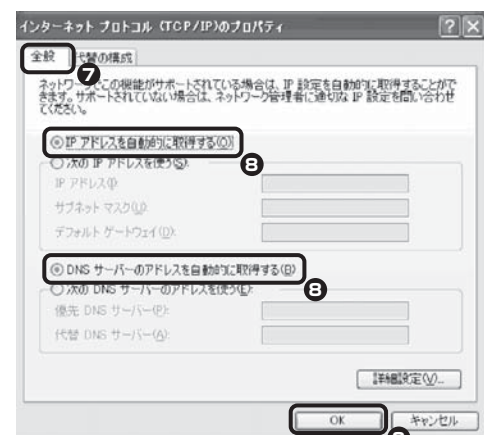 インターネット プロトコル (TCP/IP)のプロパティ
全般 代替の構成
❼
ネットワークでこの機能がサポートされている場合は、IP 設定を自動的に取得することがで
きます。サポートされていない場合は、ネットワーク管理者に適切な IP 設定を問い合わせ
てください。
IP アドレスを自動的に取得する(O)
❽
次の IP アドレスを使う(S):
IP アドレス(I):
サブネット マスク(U):
デフォルト ゲートウェイ(D):
DNS サーバーのアドレスを自動的に取得する(B)
❽
次の DNS サーバーのアドレスを使う(E):
優先 DNS サーバー(P):
代替 DNS サーバー(A):
詳細設定(V)...
OK キャンセル